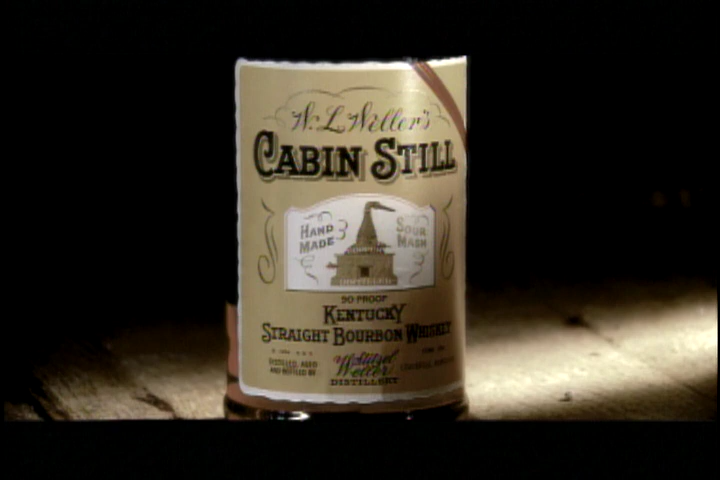 W. L. Weller's
CABIN STILL
HAND MADE
SOUR MASH
90 PROOF
KENTUCKY
STRAIGHT BOURBON WHISKEY
DISTILLED, AGED
AND BOTTLED BY
Stitzel
Weller
DISTILLERY